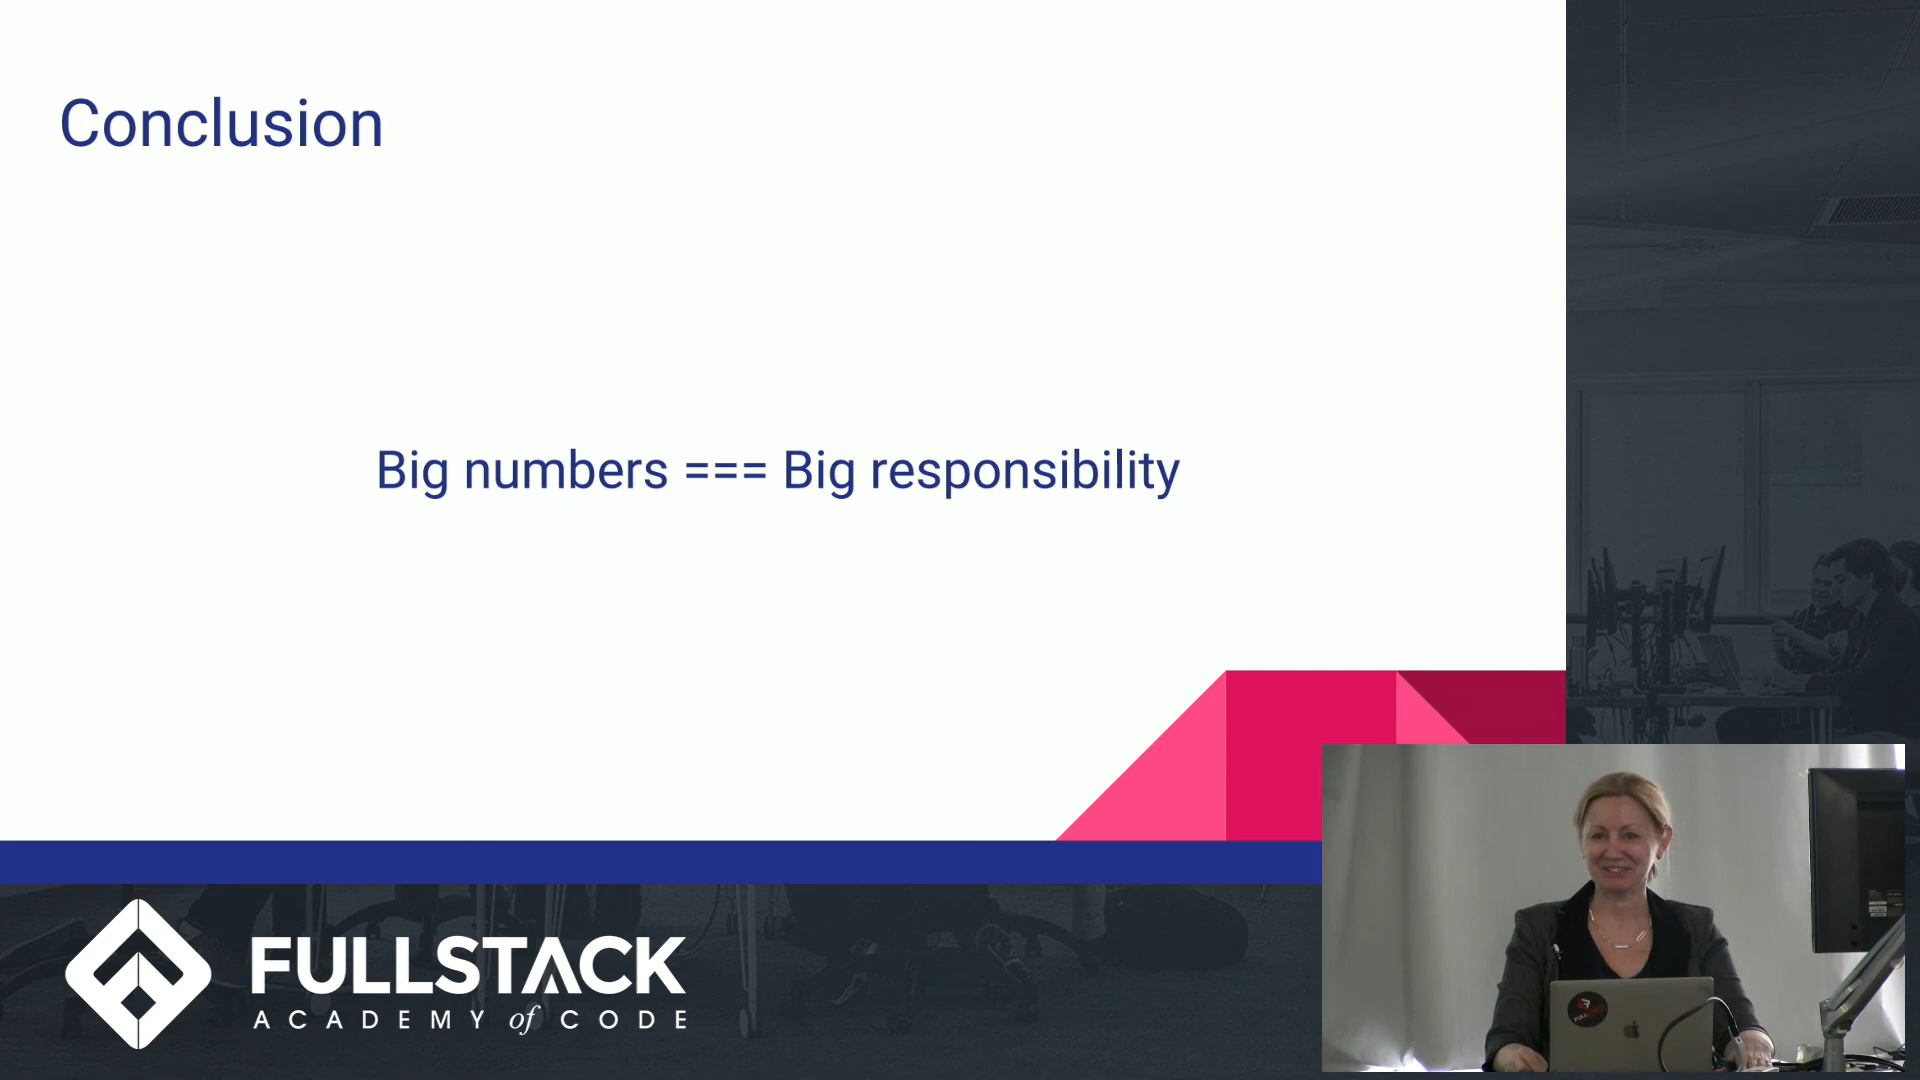 Conclusion
Big numbers === Big responsibility
FULLSTACK
ACADEMY of CODE